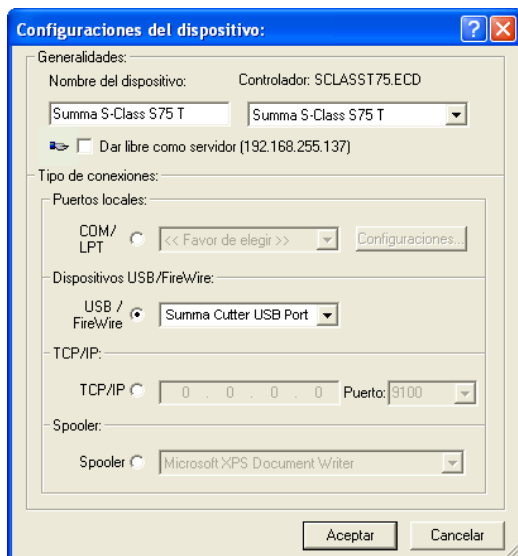 Configuraciones del dispositivo:
Generalidades:
Nombre del dispositivo: Controlador: SCLASST75.ECD
Summa S-Class S75 T Summa S-Class S75 T
Dar libre como servidor (192.168.255.137)
Tipo de conexiones:
Puertos locales:
COM/
LPT << Favor de elegir >> Configuraciones...
Dispositivos USB/FireWire:
USB /
FireWire Summa Cutter USB Port
TCP/IP:
TCP/IP 0 . 0 . 0 . 0 Puerto: 9100
Spooler:
Spooler Microsoft XPS Document Writer
Aceptar Cancelar